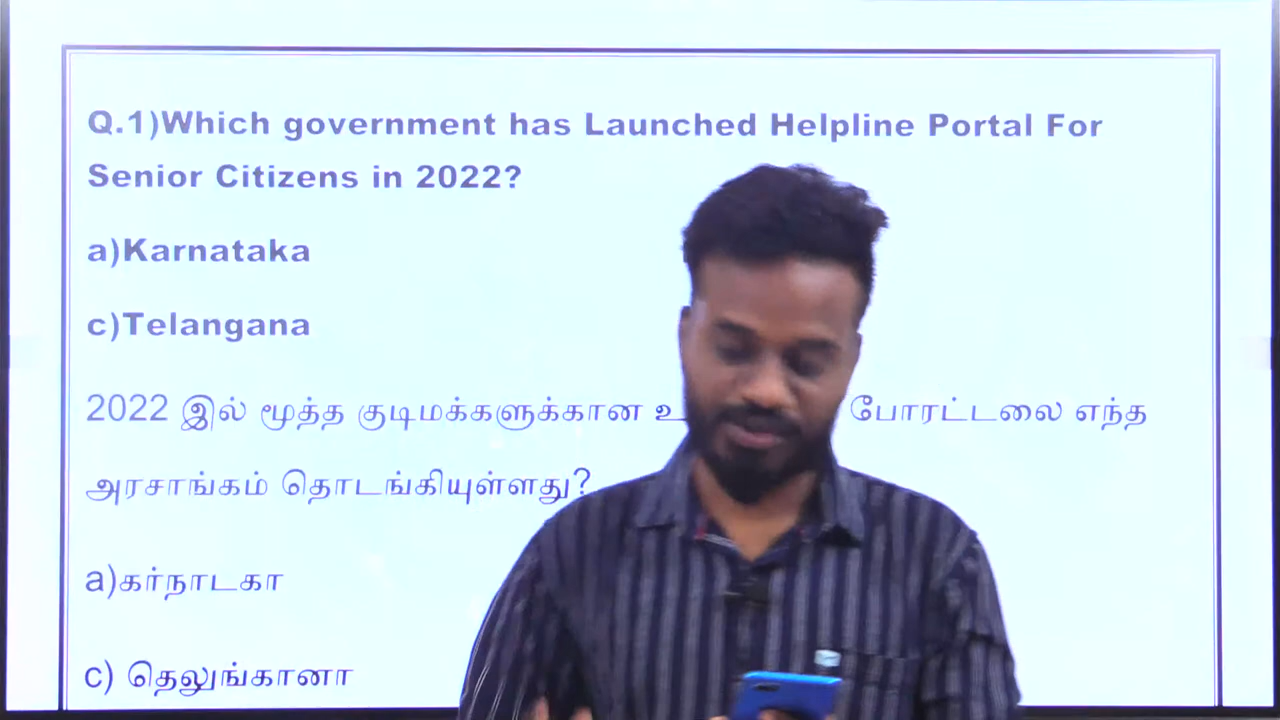 Q.1)Which government has Launched Helpline Portal For
Senior Citizens in 2022?
a)Karnataka
c)Telangana
2022 இல் மூத்த குடிமக்களுக்கான போரட்டலை எந்த
அரசாங்கம் தொடங்கியுள்ளது?
a)கர்நாடகா
c) தெலுங்கானா